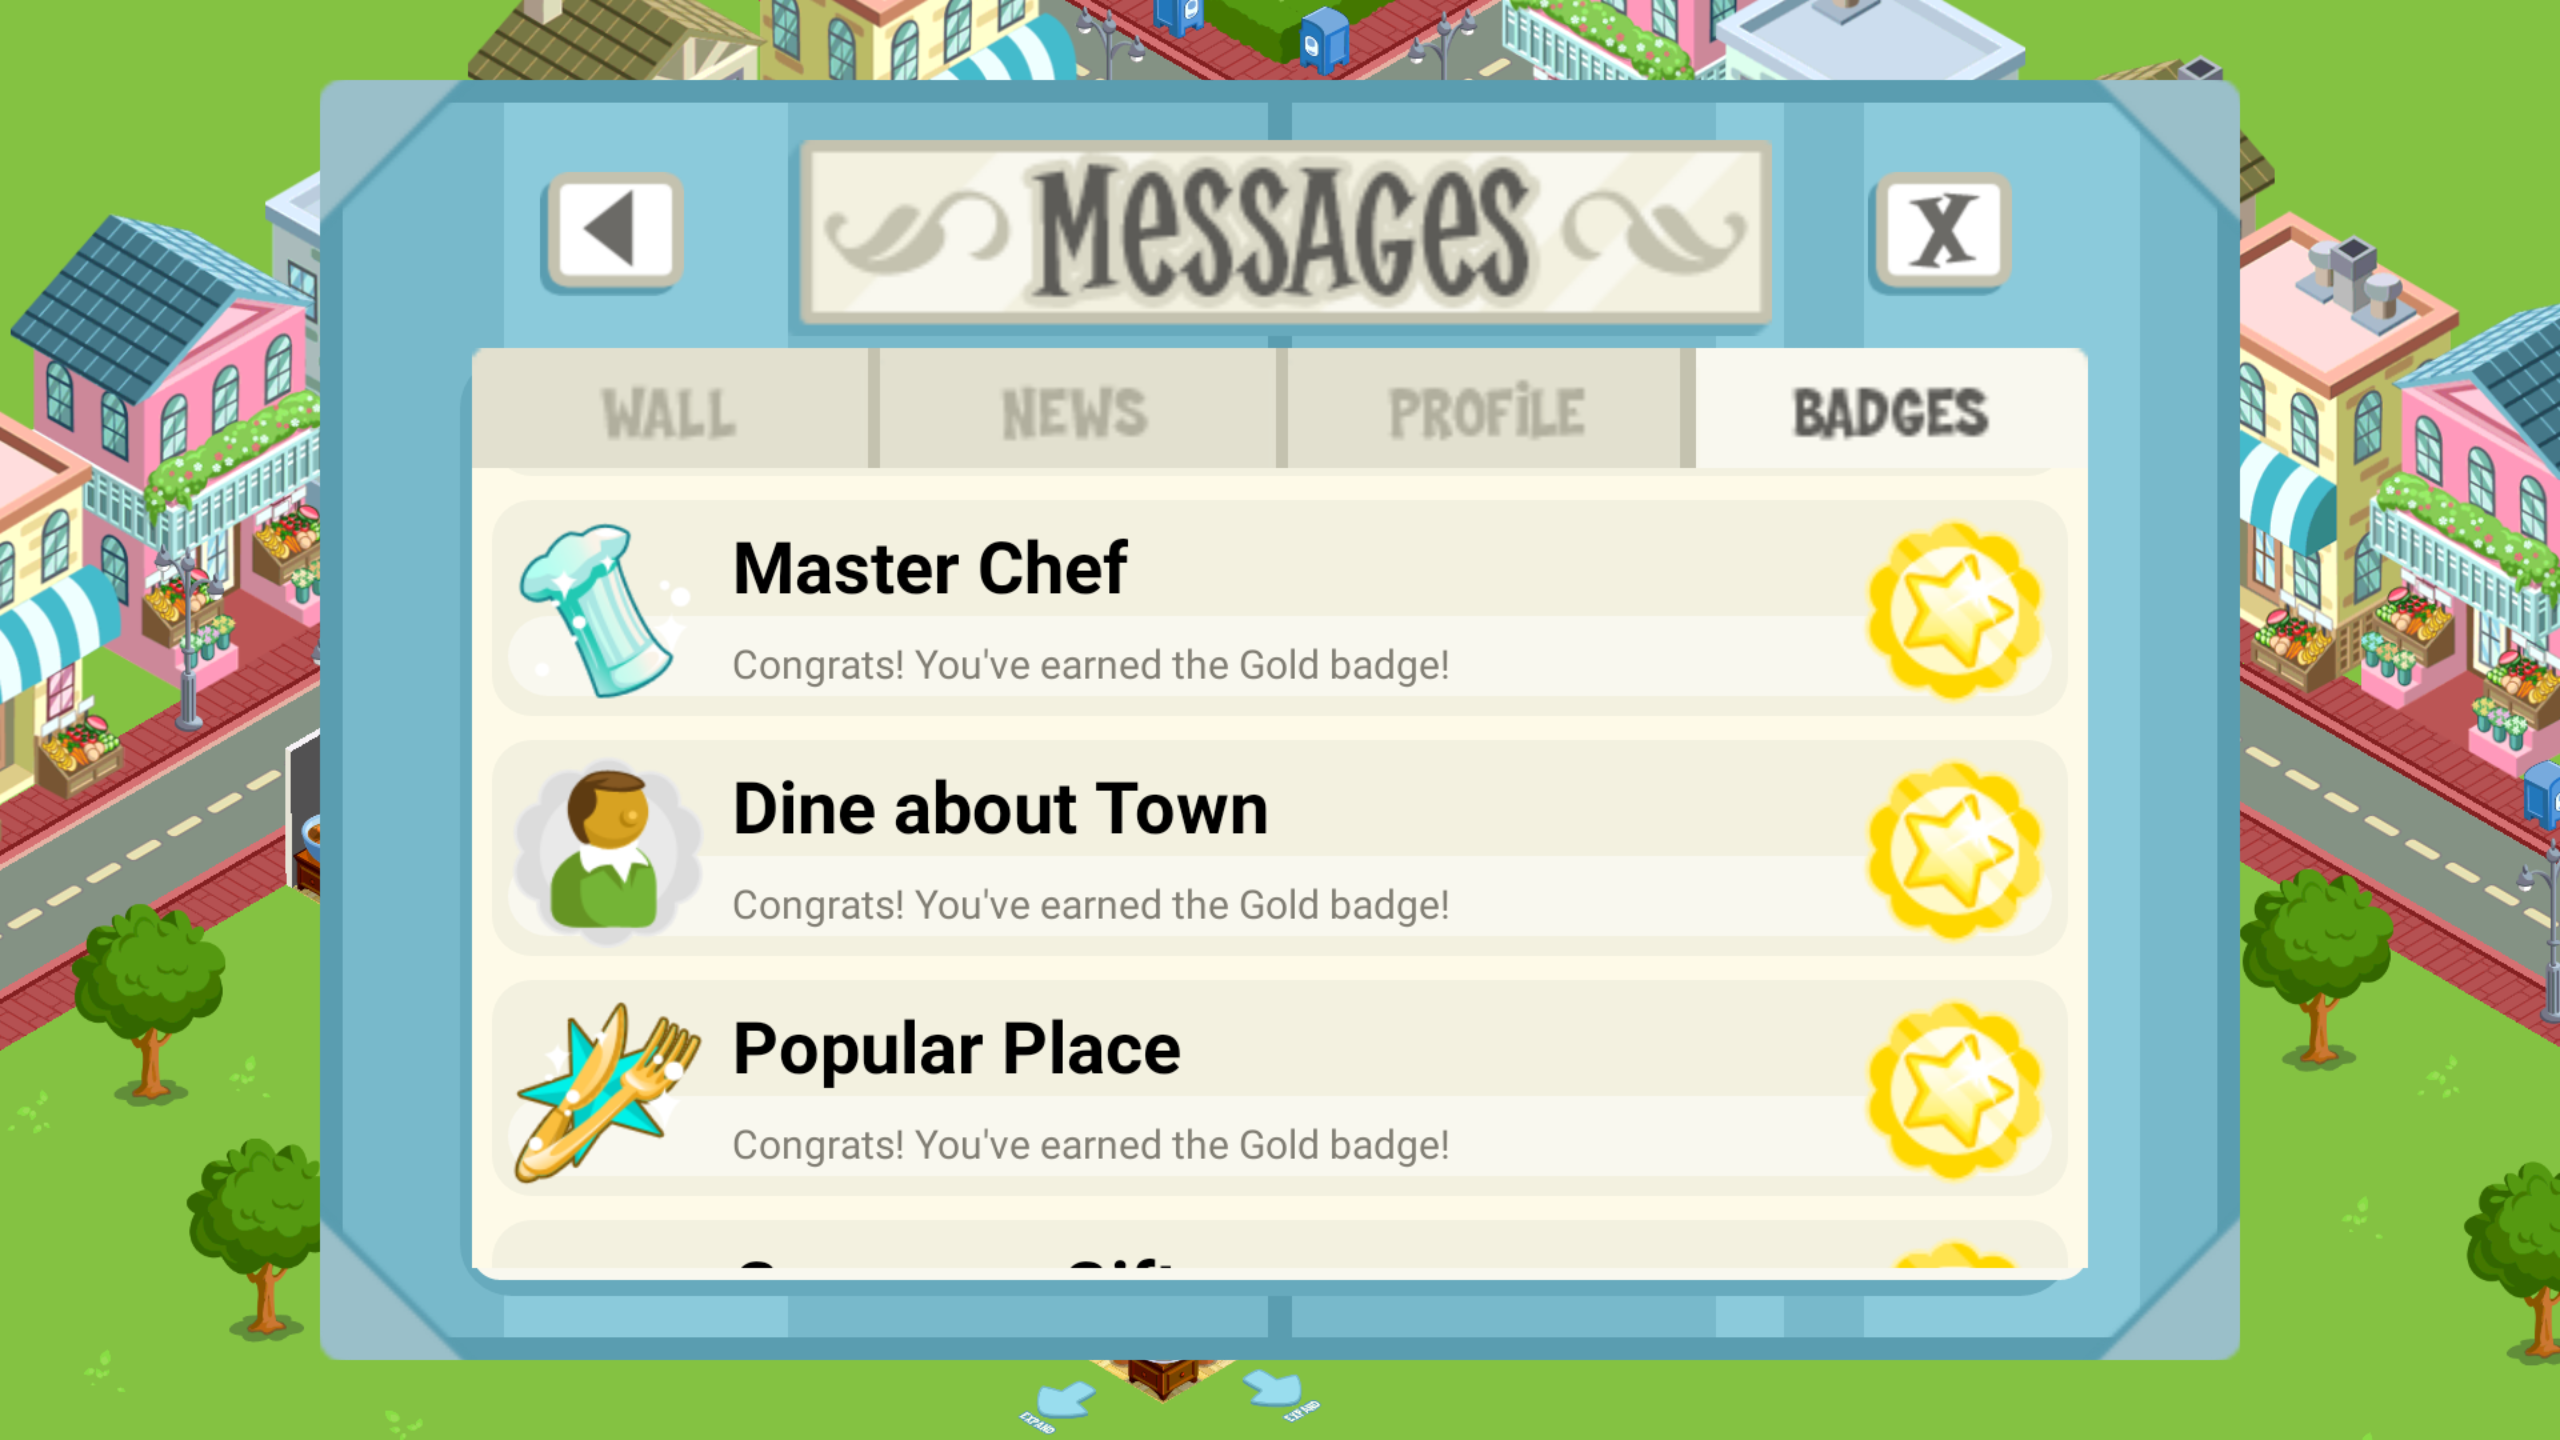 Messages
WALL
NEWS
PROFiLE
BADGES
X
Master Chef
Congrats! You've earned the Gold badge!
Dine about Town
Congrats! You've earned the Gold badge!
Popular Place
Congrats! You've earned the Gold badge!
EXPAND
EXPAND